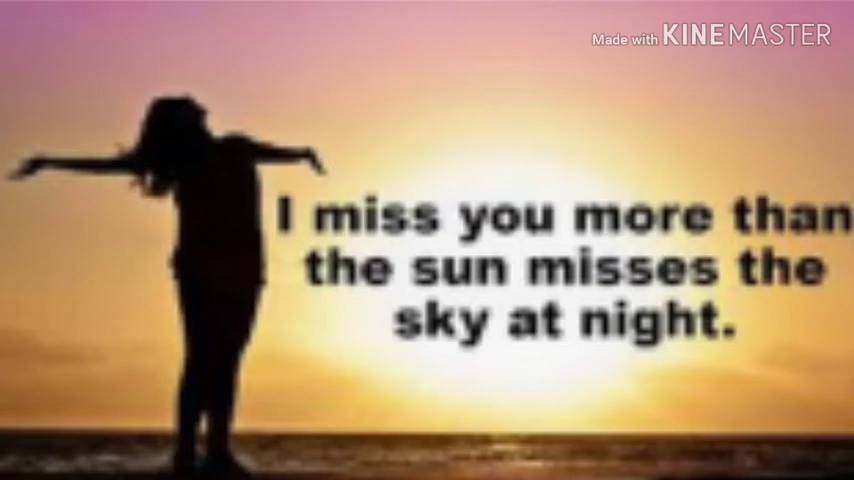 Made with KINEMASTER
I miss you more than
the sun misses the
sky at night.